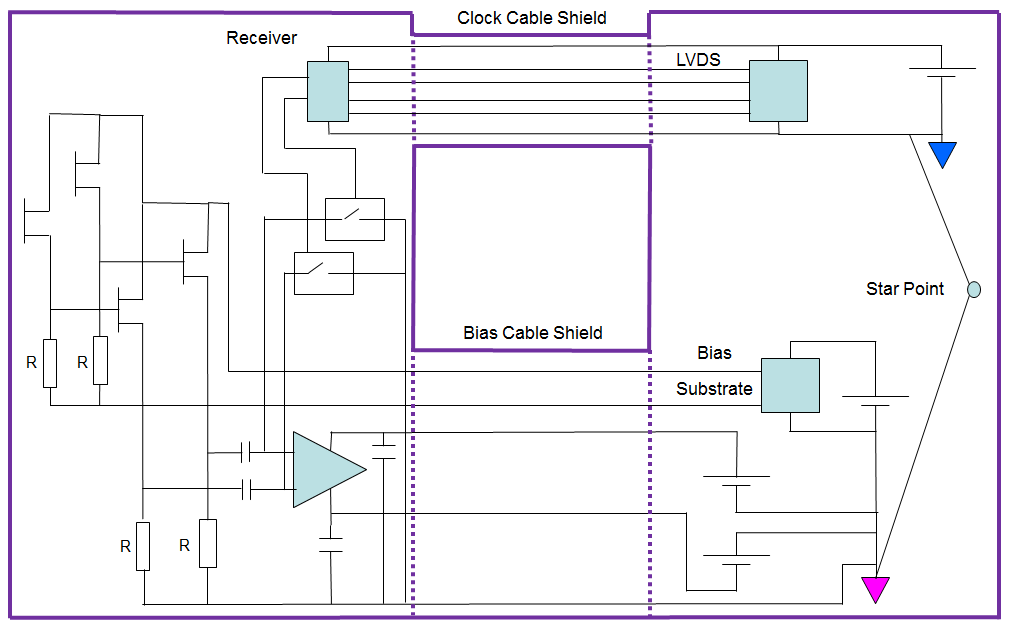 Clock Cable Shield
Receiver
LVDS
Star Point
Bias Cable Shield
Bias
R
R
Substrate
R
R